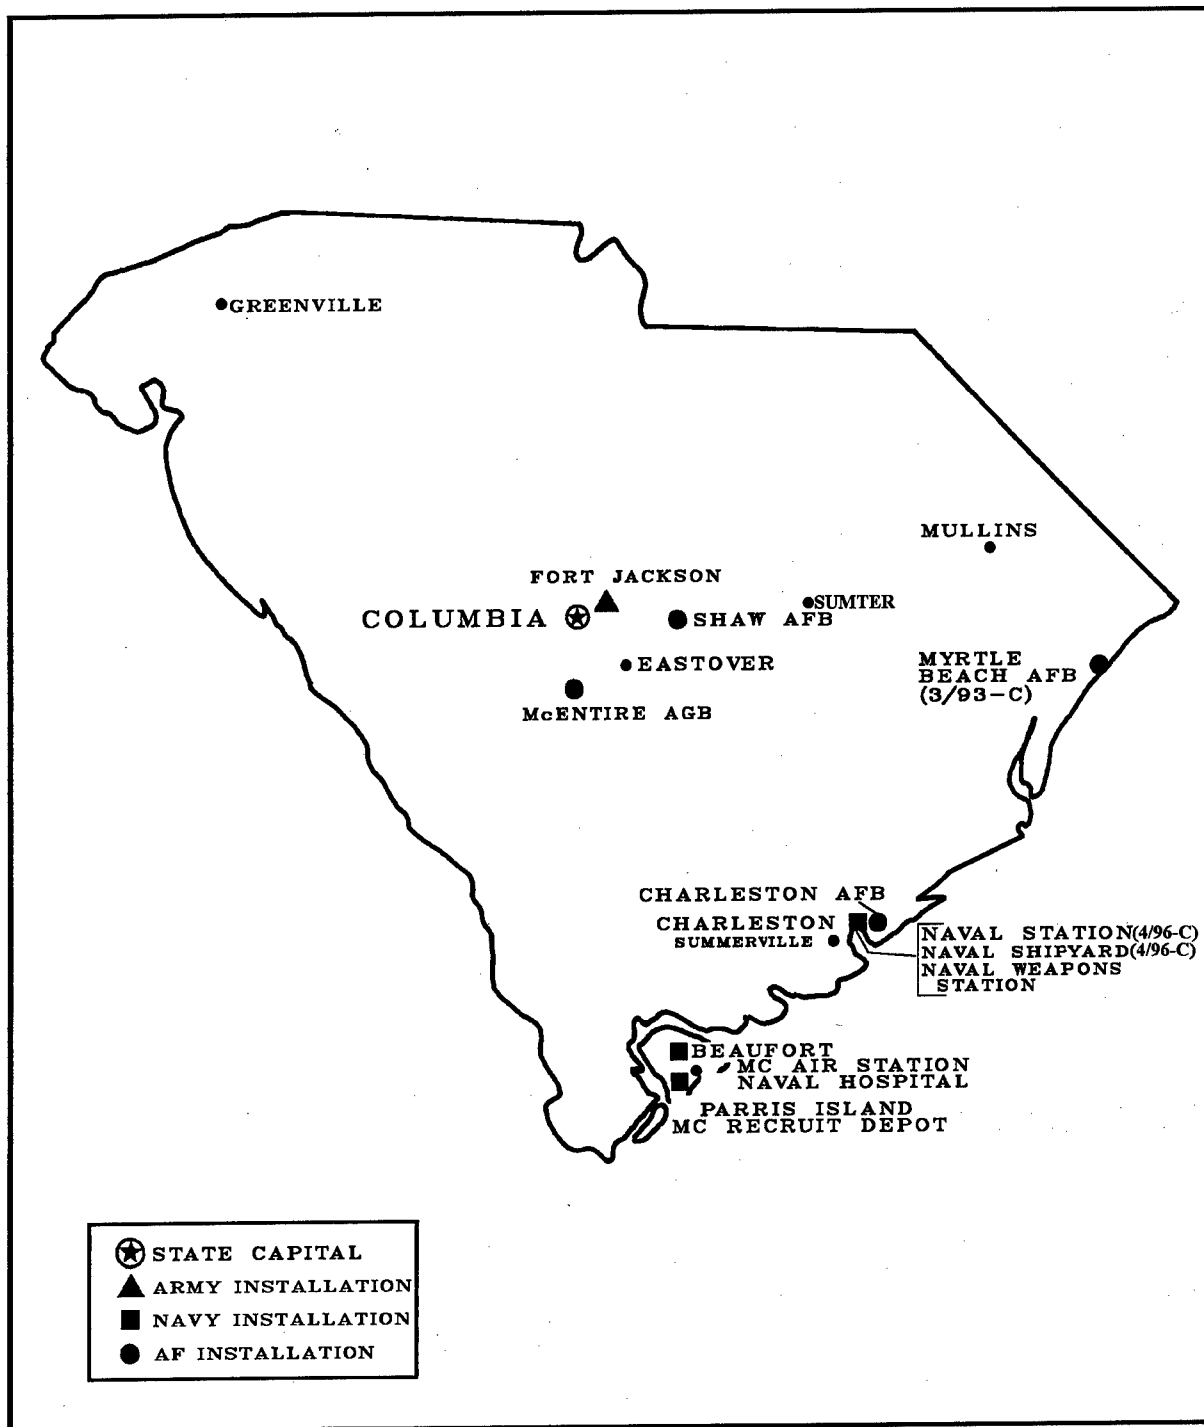 GREENVILLE
MULLINS
FORT JACKSON
SUMTER
COLUMBIA
SHAW AFB
EASTOVER
MYRTLE
BEACH AFB
(3/93-C)
McENTIRE AGB
CHARLESTON AFB
CHARLESTON
SUMMERVILLE
NAVAL STATION(4/96-C)
NAVAL SHIPYARD(4/96-C)
NAVAL WEAPONS
STATION
BEAUFORT
MC AIR STATION
NAVAL HOSPITAL
PARRIS ISLAND
MC RECRUIT DEPOT
STATE CAPITAL
ARMY INSTALLATION
NAVY INSTALLATION
AF INSTALLATION